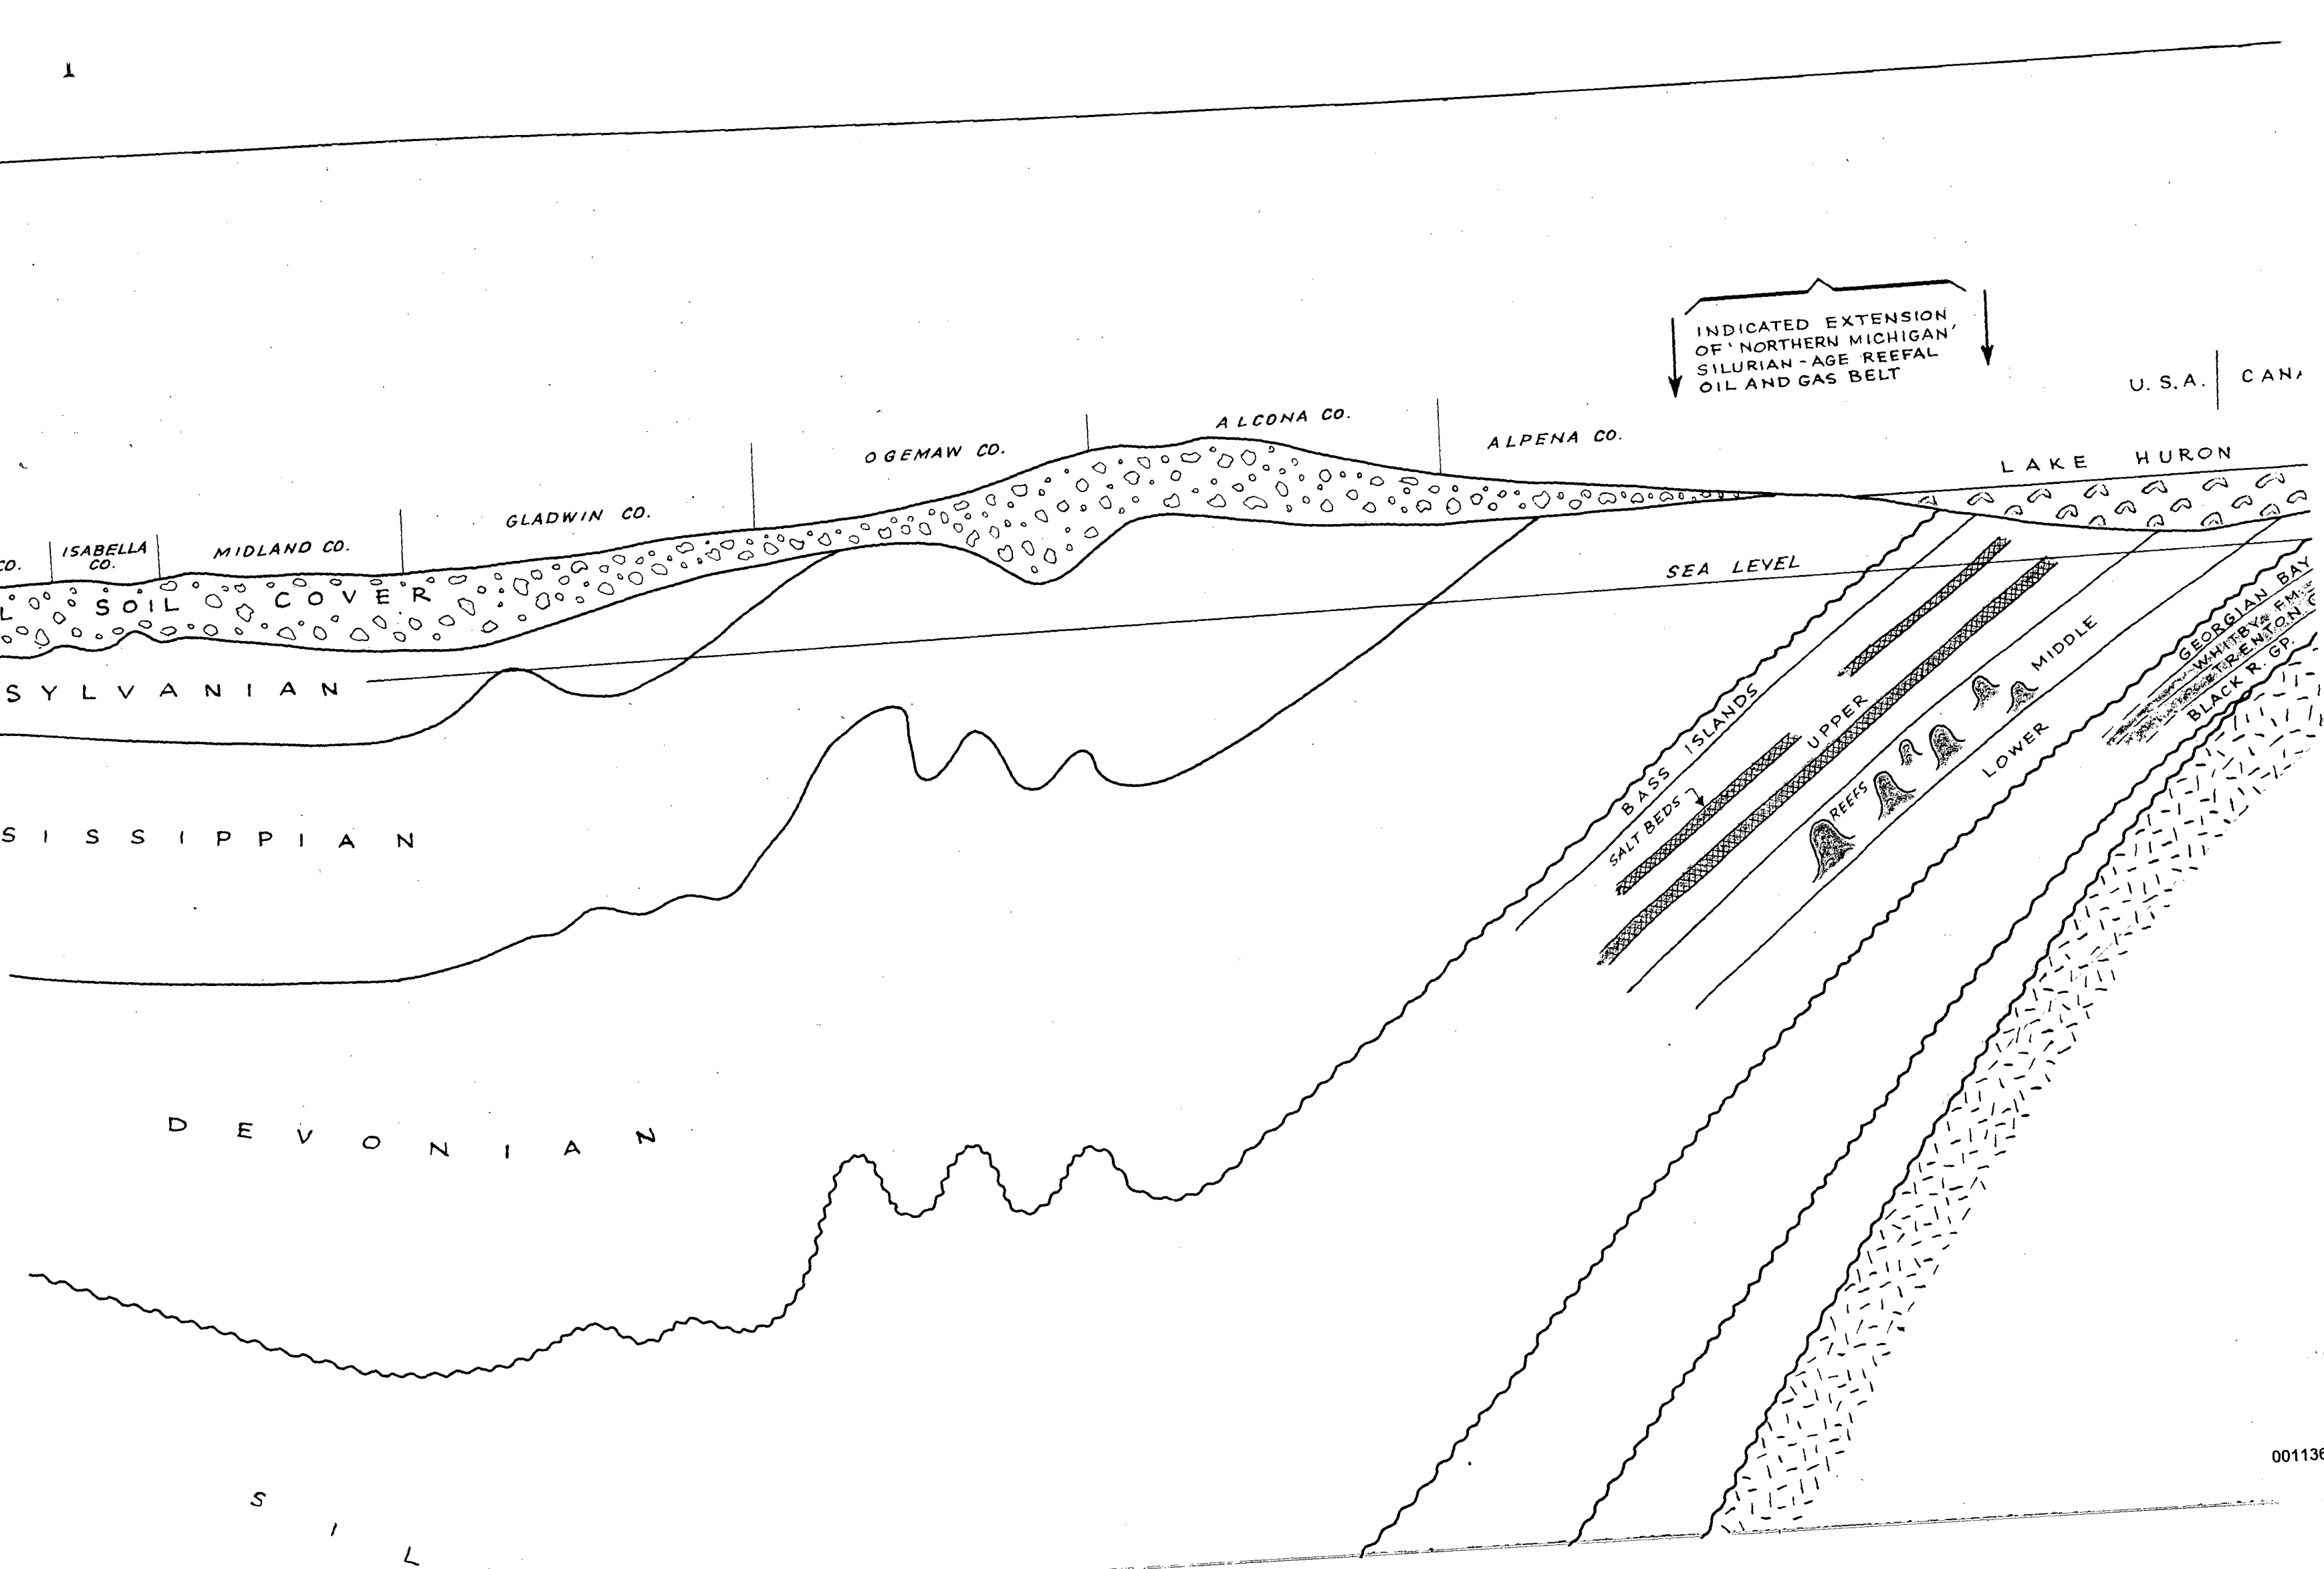 INDICATED EXTENSION
OF 'NORTHERN MICHIGAN'
SILURIAN-AGE REEFAL
OIL AND GAS BELT
U.S.A.
CAN
LAKE HURON
ALCONA CO.
ALPENA CO.
OGEMAW CO.
GLADWIN CO.
MIDLAND CO.
ISABELLA
CO.
CO.
L SOIL COVER
SEA LEVEL
SYLVANIAN
SISSIPPIAN
DEVONIAN
SIL
BASS ISLANDS
SALT BEDS
UPPER
REEFS
MIDDLE
LOWER
GEORGIAN BAY
WHITBY FM.
TRENTON G
BLACK R. GP.
001136